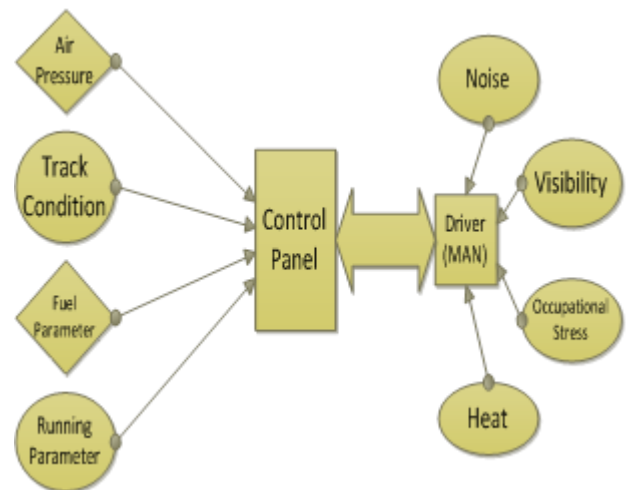 Air
Pressure
Track
Condition
Fuel
Parameter
Running
Parameter
Control
Panel
Driver
(MAN)
Noise
Visibility
Occupational
Stress
Heat